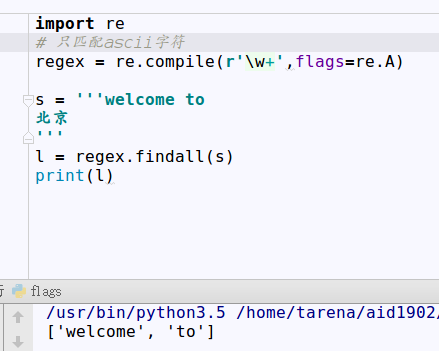 import re
# 只匹配ascii字符
regex = re.compile(r'\w+',flags=re.A)
s = '''welcome to
北京
'''
l = regex.findall(s)
print(l)
flags
/usr/bin/python3.5 /home/tarena/aid1902/
['welcome', 'to']